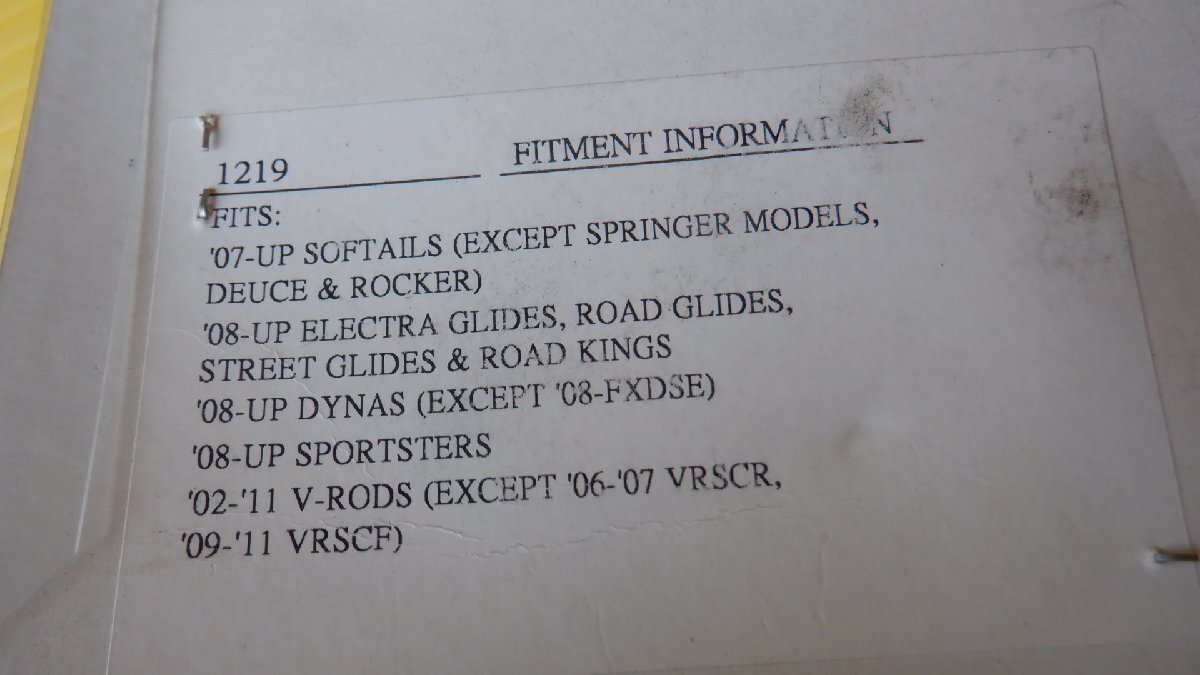 1219 FITMENT INFORMATION
FITS:
'07-UP SOFTAILS (EXCEPT SPRINGER MODELS,
DEUCE & ROCKER)
'08-UP ELECTRA GLIDES, ROAD GLIDES,
STREET GLIDES & ROAD KINGS
'08-UP DYNAS (EXCEPT '08-FXDSE)
'08-UP SPORTSTERS
'02-'11 V-RODS (EXCEPT '06-'07 VRSCR,
'09-'11 VRSCF)